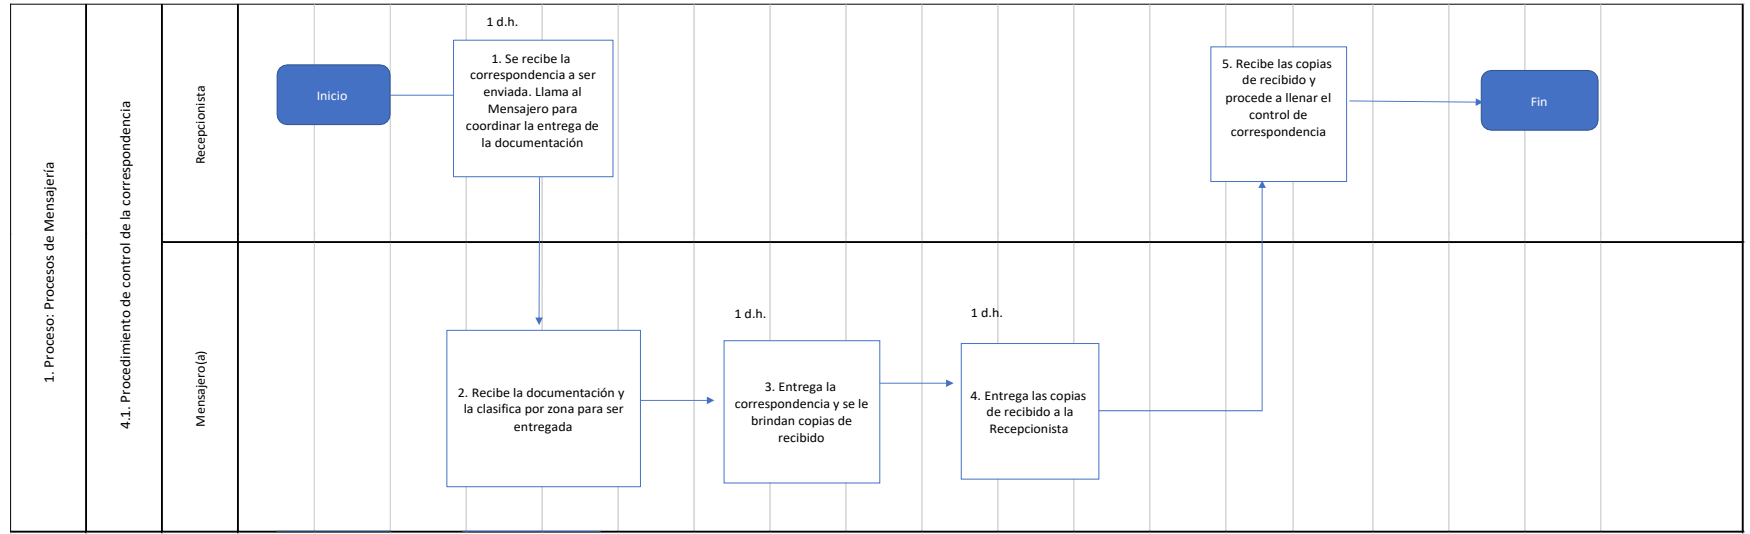 1. Proceso: Procesos de Mensajería
4.1. Procedimiento de control de la correspondencia
Recepcionista
Inicio
1 d.h.
1. Se recibe la
correspondencia a ser
enviada. Llama al
Mensajero para
coordinar la entrega de
la documentación
5. Recibe las copias
de recibido y
procede a llenar el
control de
correspondencia
Fin
Mensajero(a)
2. Recibe la documentación y
la clasifica por zona para ser
entregada
1 d.h.
3. Entrega la
correspondencia y se le
brindan copias de
recibido
1 d.h.
4. Entrega las copias
de recibido a la
Recepcionista